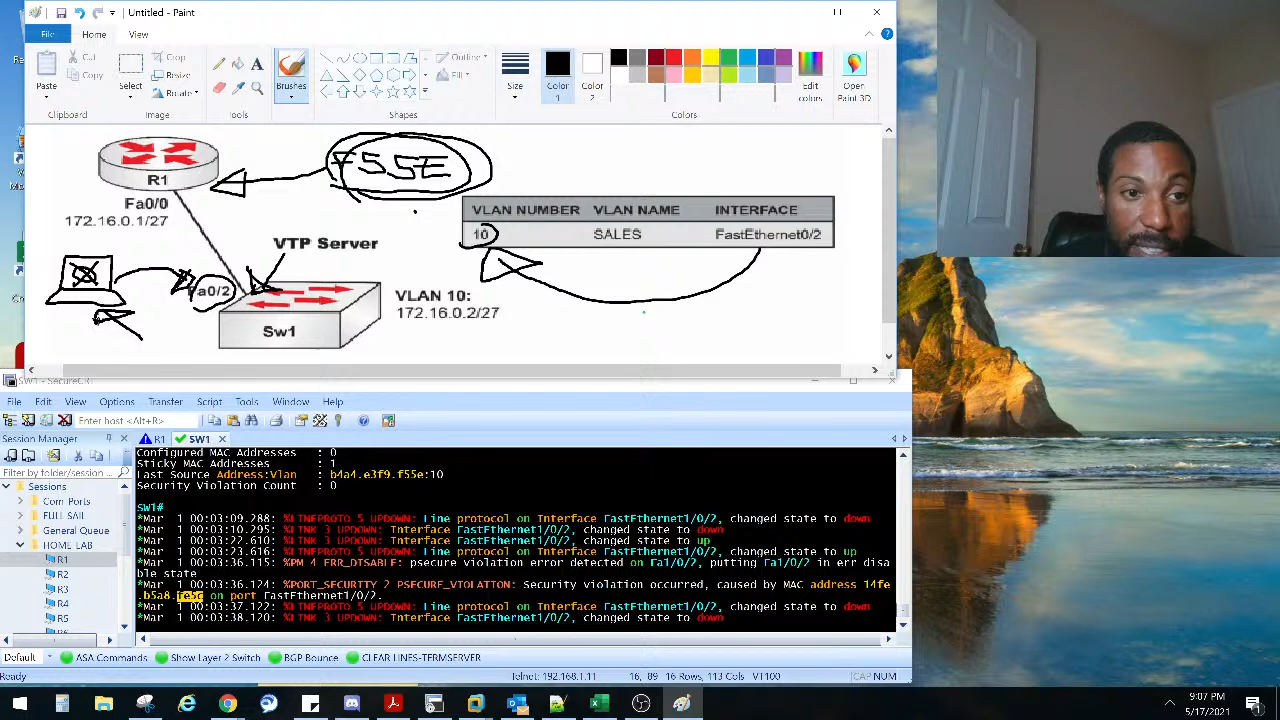 Untitled - Paint
File
Home
View
Paste
Cut
Copy
Clipboard
Select
Crop
Resize
Rotate
Image
Tools
Brushes
Outline
Fill
Shapes
Size
Color 1
Color 2
Edit colors
Open Paint 3D
Colors
R1
Fa0/0
172.16.0.1/27
F55E
VTP Server
Fa0/2
Sw1
VLAN 10:
172.16.0.2/27
VLAN NUMBER VLAN NAME INTERFACE
10 SALES FastEthernet0/2
SW1 - SecureCRT
File Edit View Options Transfer Script Tools Window Help
Enter host <Alt+R>
Session Manager
R1 SW1
Filter by folder/session
Sessions
Com Ports
FULL SAIL
General Queue
HOME LAB
R1
R2
R3
R4
R5
Configured MAC Addresses : 0
Sticky MAC Addresses : 1
Last Source Address:Vlan : b4a4.e3f9.f55e:10
Security Violation Count : 0
SW1#
*Mar 1 00:03:09.288: %LINEPROTO 5 UPDOWN: Line protocol on Interface FastEthernet1/0/2, changed state to down
*Mar 1 00:03:10.295: %LINK 3 UPDOWN: Interface FastEthernet1/0/2, changed state to down
*Mar 1 00:03:22.610: %LINK 3 UPDOWN: Interface FastEthernet1/0/2, changed state to up
*Mar 1 00:03:23.616: %LINEPROTO 5 UPDOWN: Line protocol on Interface FastEthernet1/0/2, changed state to up
*Mar 1 00:03:36.115: %PM 4 ERR_DISABLE: psecure violation error detected on Fa1/0/2, putting Fa1/0/2 in err disa
ble state
*Mar 1 00:03:36.124: %PORT_SECURITY 2 PSECURE_VIOLATION: Security violation occurred, caused by MAC address 14fe
on port FastEthernet1/0/2.
*Mar 1 00:03:37.122: %LINEPROTO 5 UPDOWN: Line protocol on Interface FastEthernet1/0/2, changed state to down
*Mar 1 00:03:38.120: %LINK 3 UPDOWN: Interface FastEthernet1/0/2, changed state to down
Default
ASA Commands
Show Layer 2 Switch
BGP Bounce
CLEAR LINES-TERMSERVER
Ready
Telnet: 192.168.1.11
16, 89
16 Rows, 113 Cols
VT100
CAP NUM
9:07 PM
5/17/2021